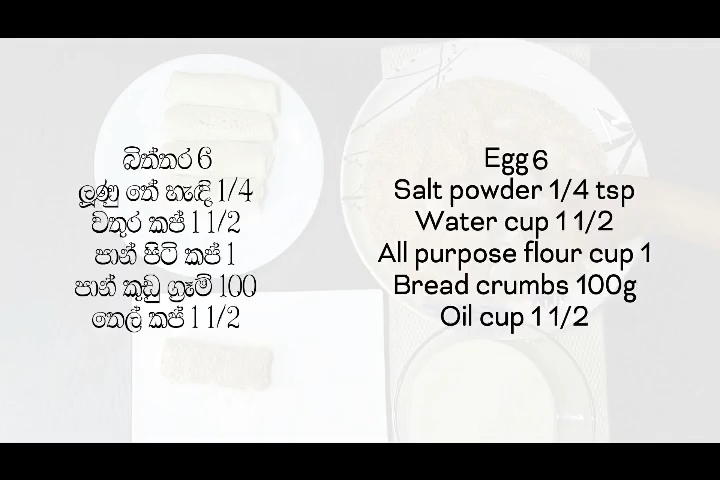 බිත්තර 6
ලූණු තේ හැඳි 1/4
වතුර කප් 1 1/2
පාන් පිටි කප් 1
පාන් කුඩු ග්‍රෑම් 100
තෙල් කප් 1 1/2
Egg 6
Salt powder 1/4 tsp
Water cup 1 1/2
All purpose flour cup 1
Bread crumbs 100g
Oil cup 1 1/2